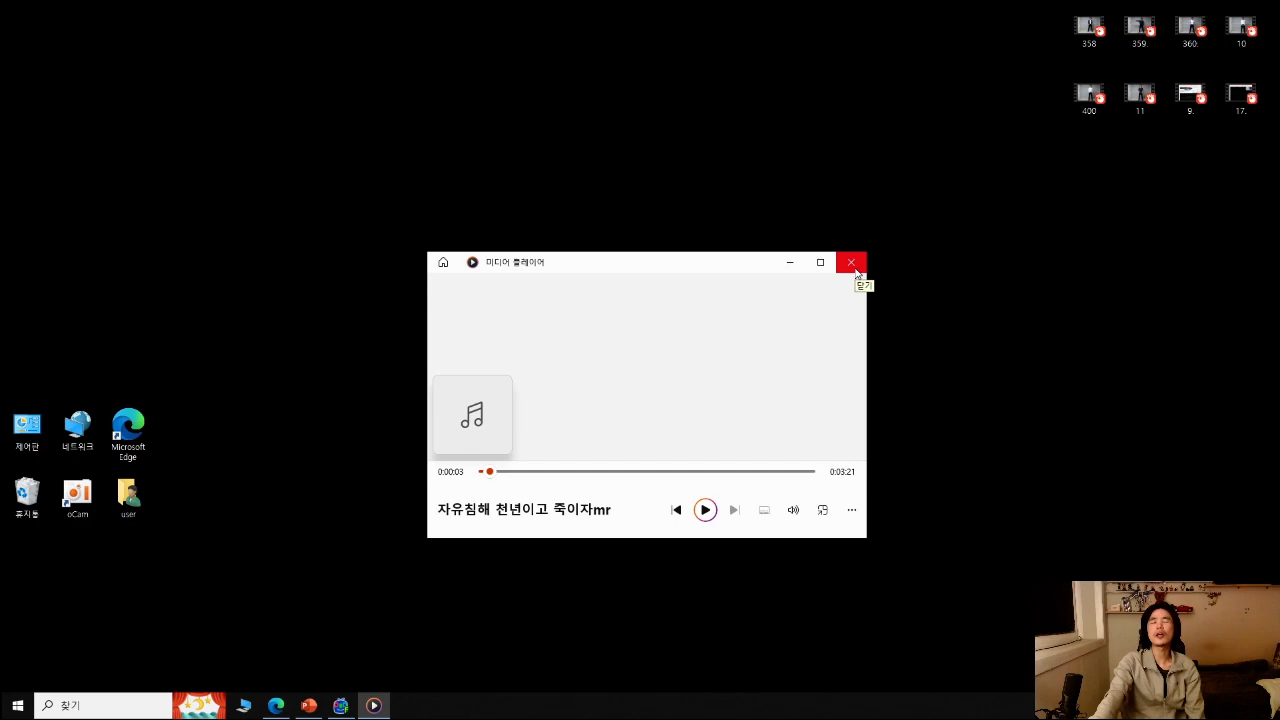 358
359.
360.
10
400
11
9.
17.
미디어 플레이어
닫기
0:00:03
0:03:21
자유침해 천년이고 죽이자mr
제어판
네트워크
Microsoft Edge
휴지통
oCam
user
찾기